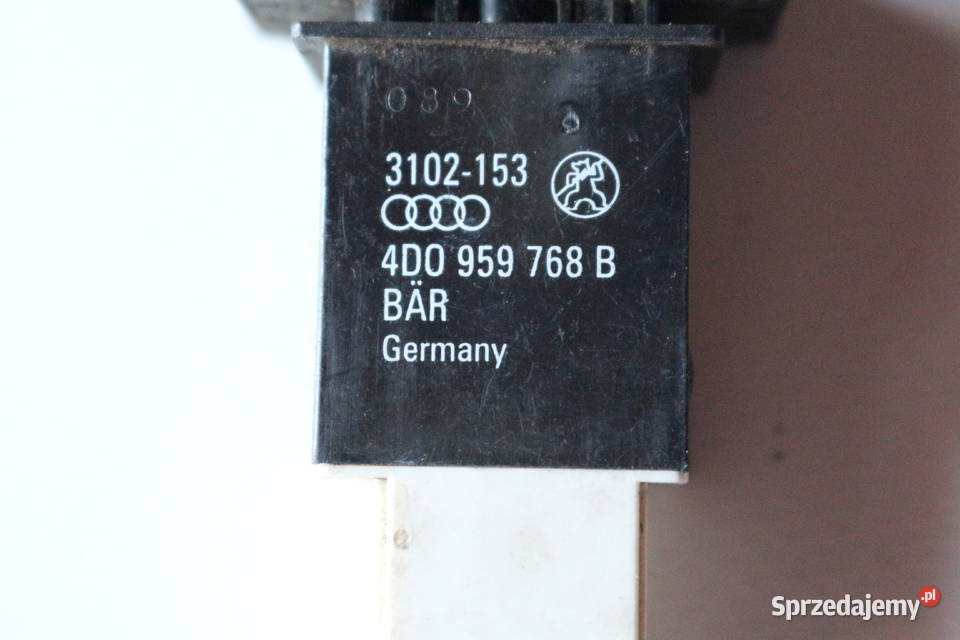 089
3102-153
4D0 959 768 B
BÄR
Germany
Sprzedajemy.pl